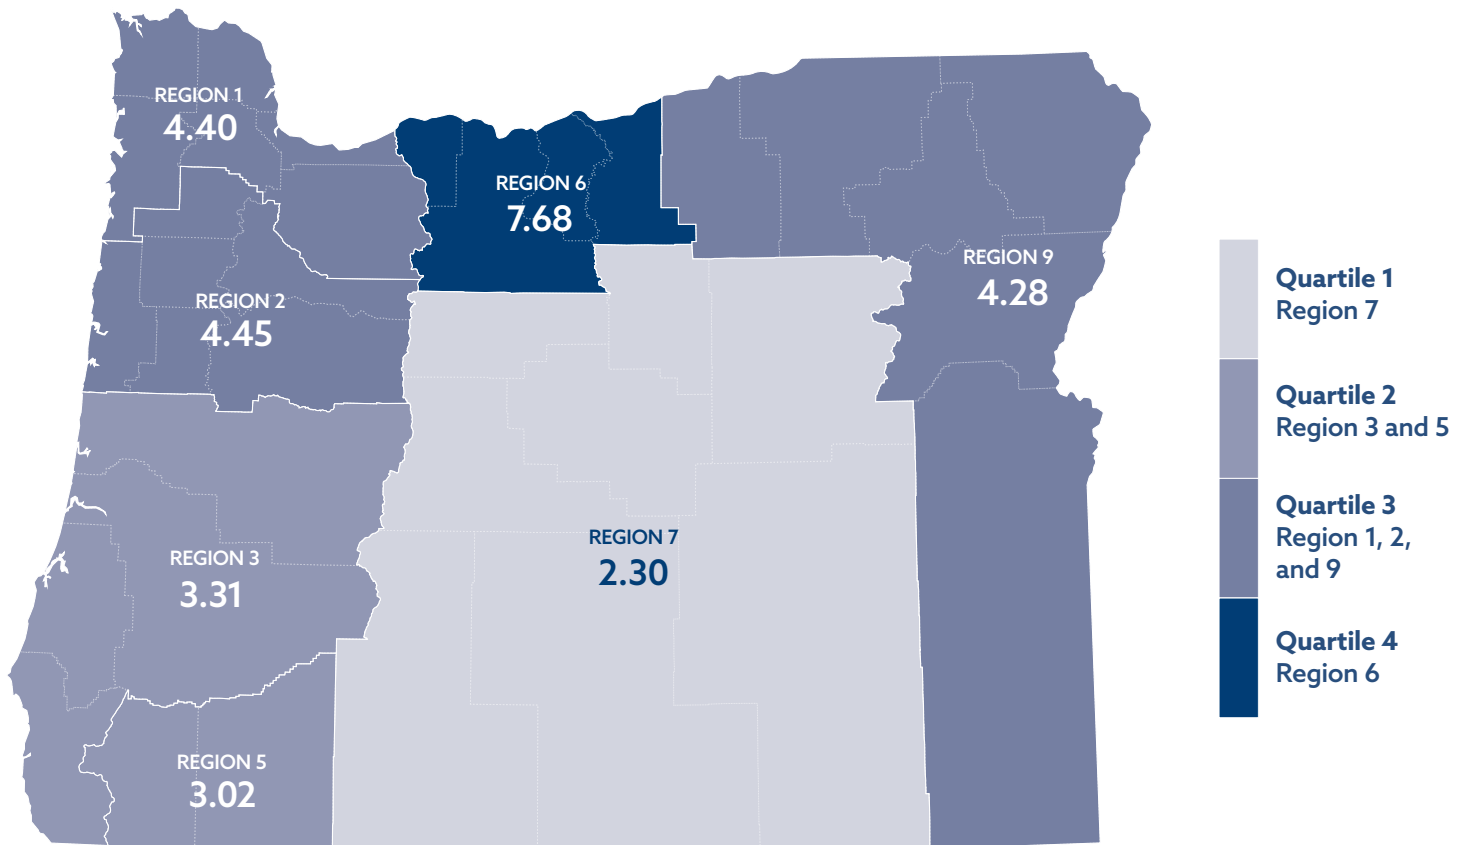 REGION 1
4.40
REGION 6
7.68
REGION 9
4.28
REGION 2
4.45
REGION 7
2.30
REGION 3
3.31
REGION 5
3.02
Quartile 1
Region 7
Quartile 2
Region 3 and 5
Quartile 3
Region 1, 2,
and 9
Quartile 4
Region 6